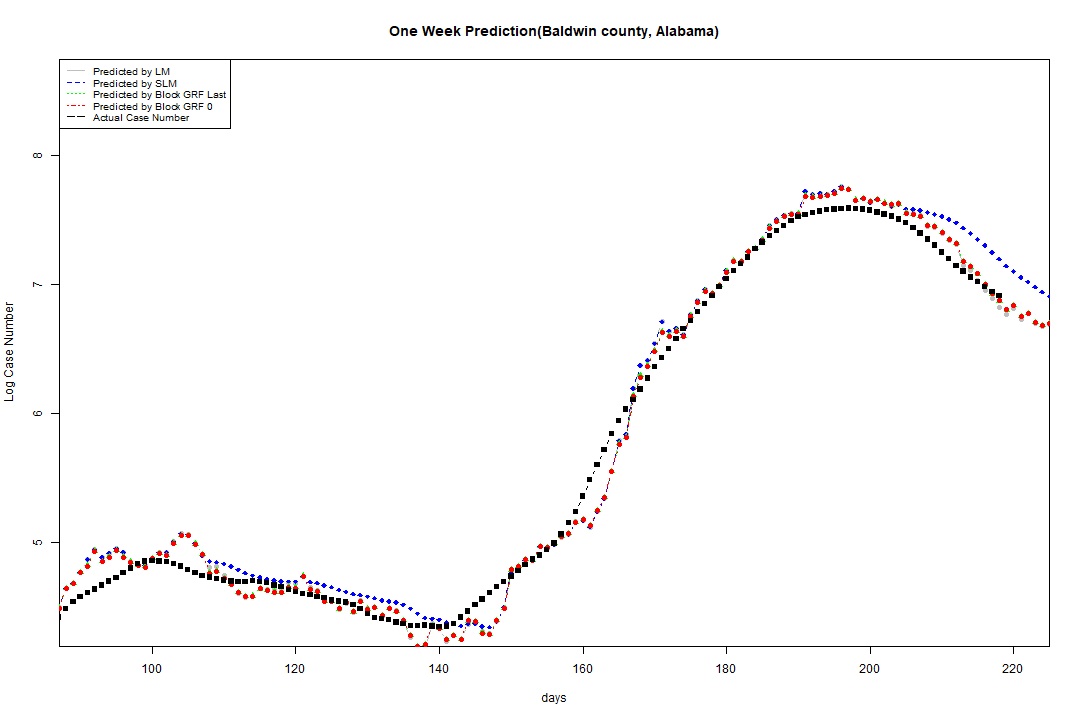 One Week Prediction(Baldwin county, Alabama)
Predicted by LM
Predicted by SLM
Predicted by Block GRF Last
Predicted by Block GRF 0
Actual Case Number
8
7
6
5
Log Case Number
100 120 140 160 180 200 220
days